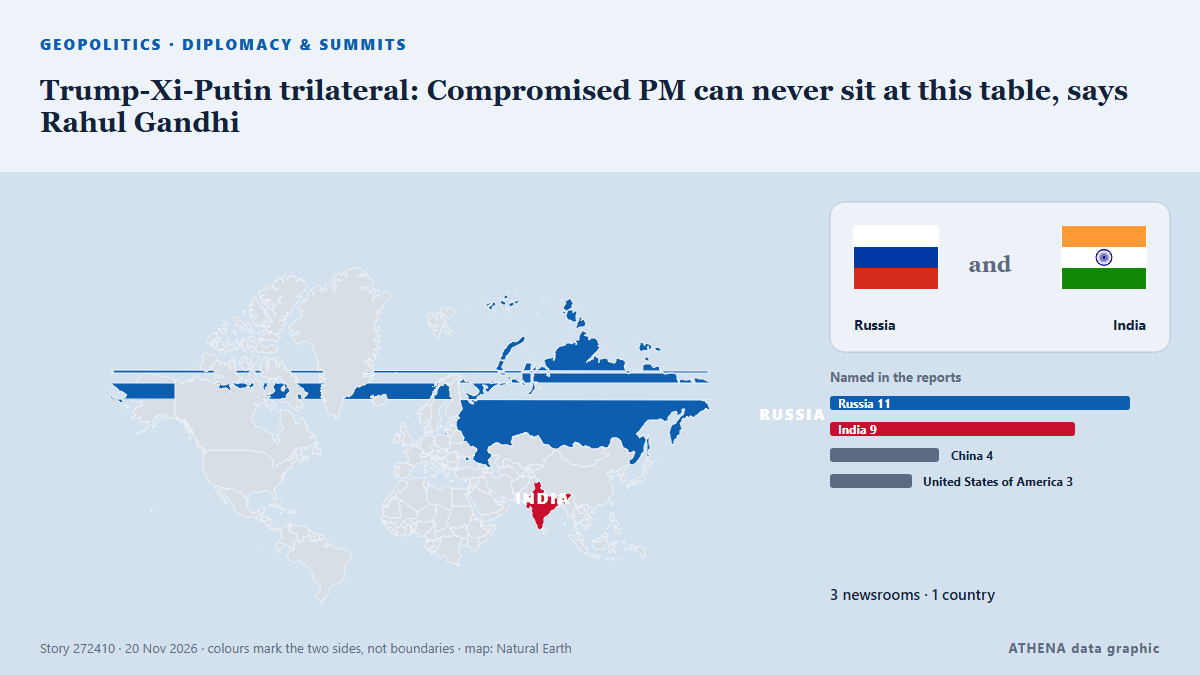 GEOPOLITICS · DIPLOMACY & SUMMITS
Trump-Xi-Putin trilateral: Compromised PM can never sit at this table, says
Rahul Gandhi
and
Russia
India
Named in the reports
Russia 11
India 9
China 4
United States of America 3
RUSSIA
INDIA
3 newsrooms · 1 country
Story 272410 · 20 Nov 2026 · colours mark the two sides, not boundaries · map: Natural Earth
ATHENA data graphic